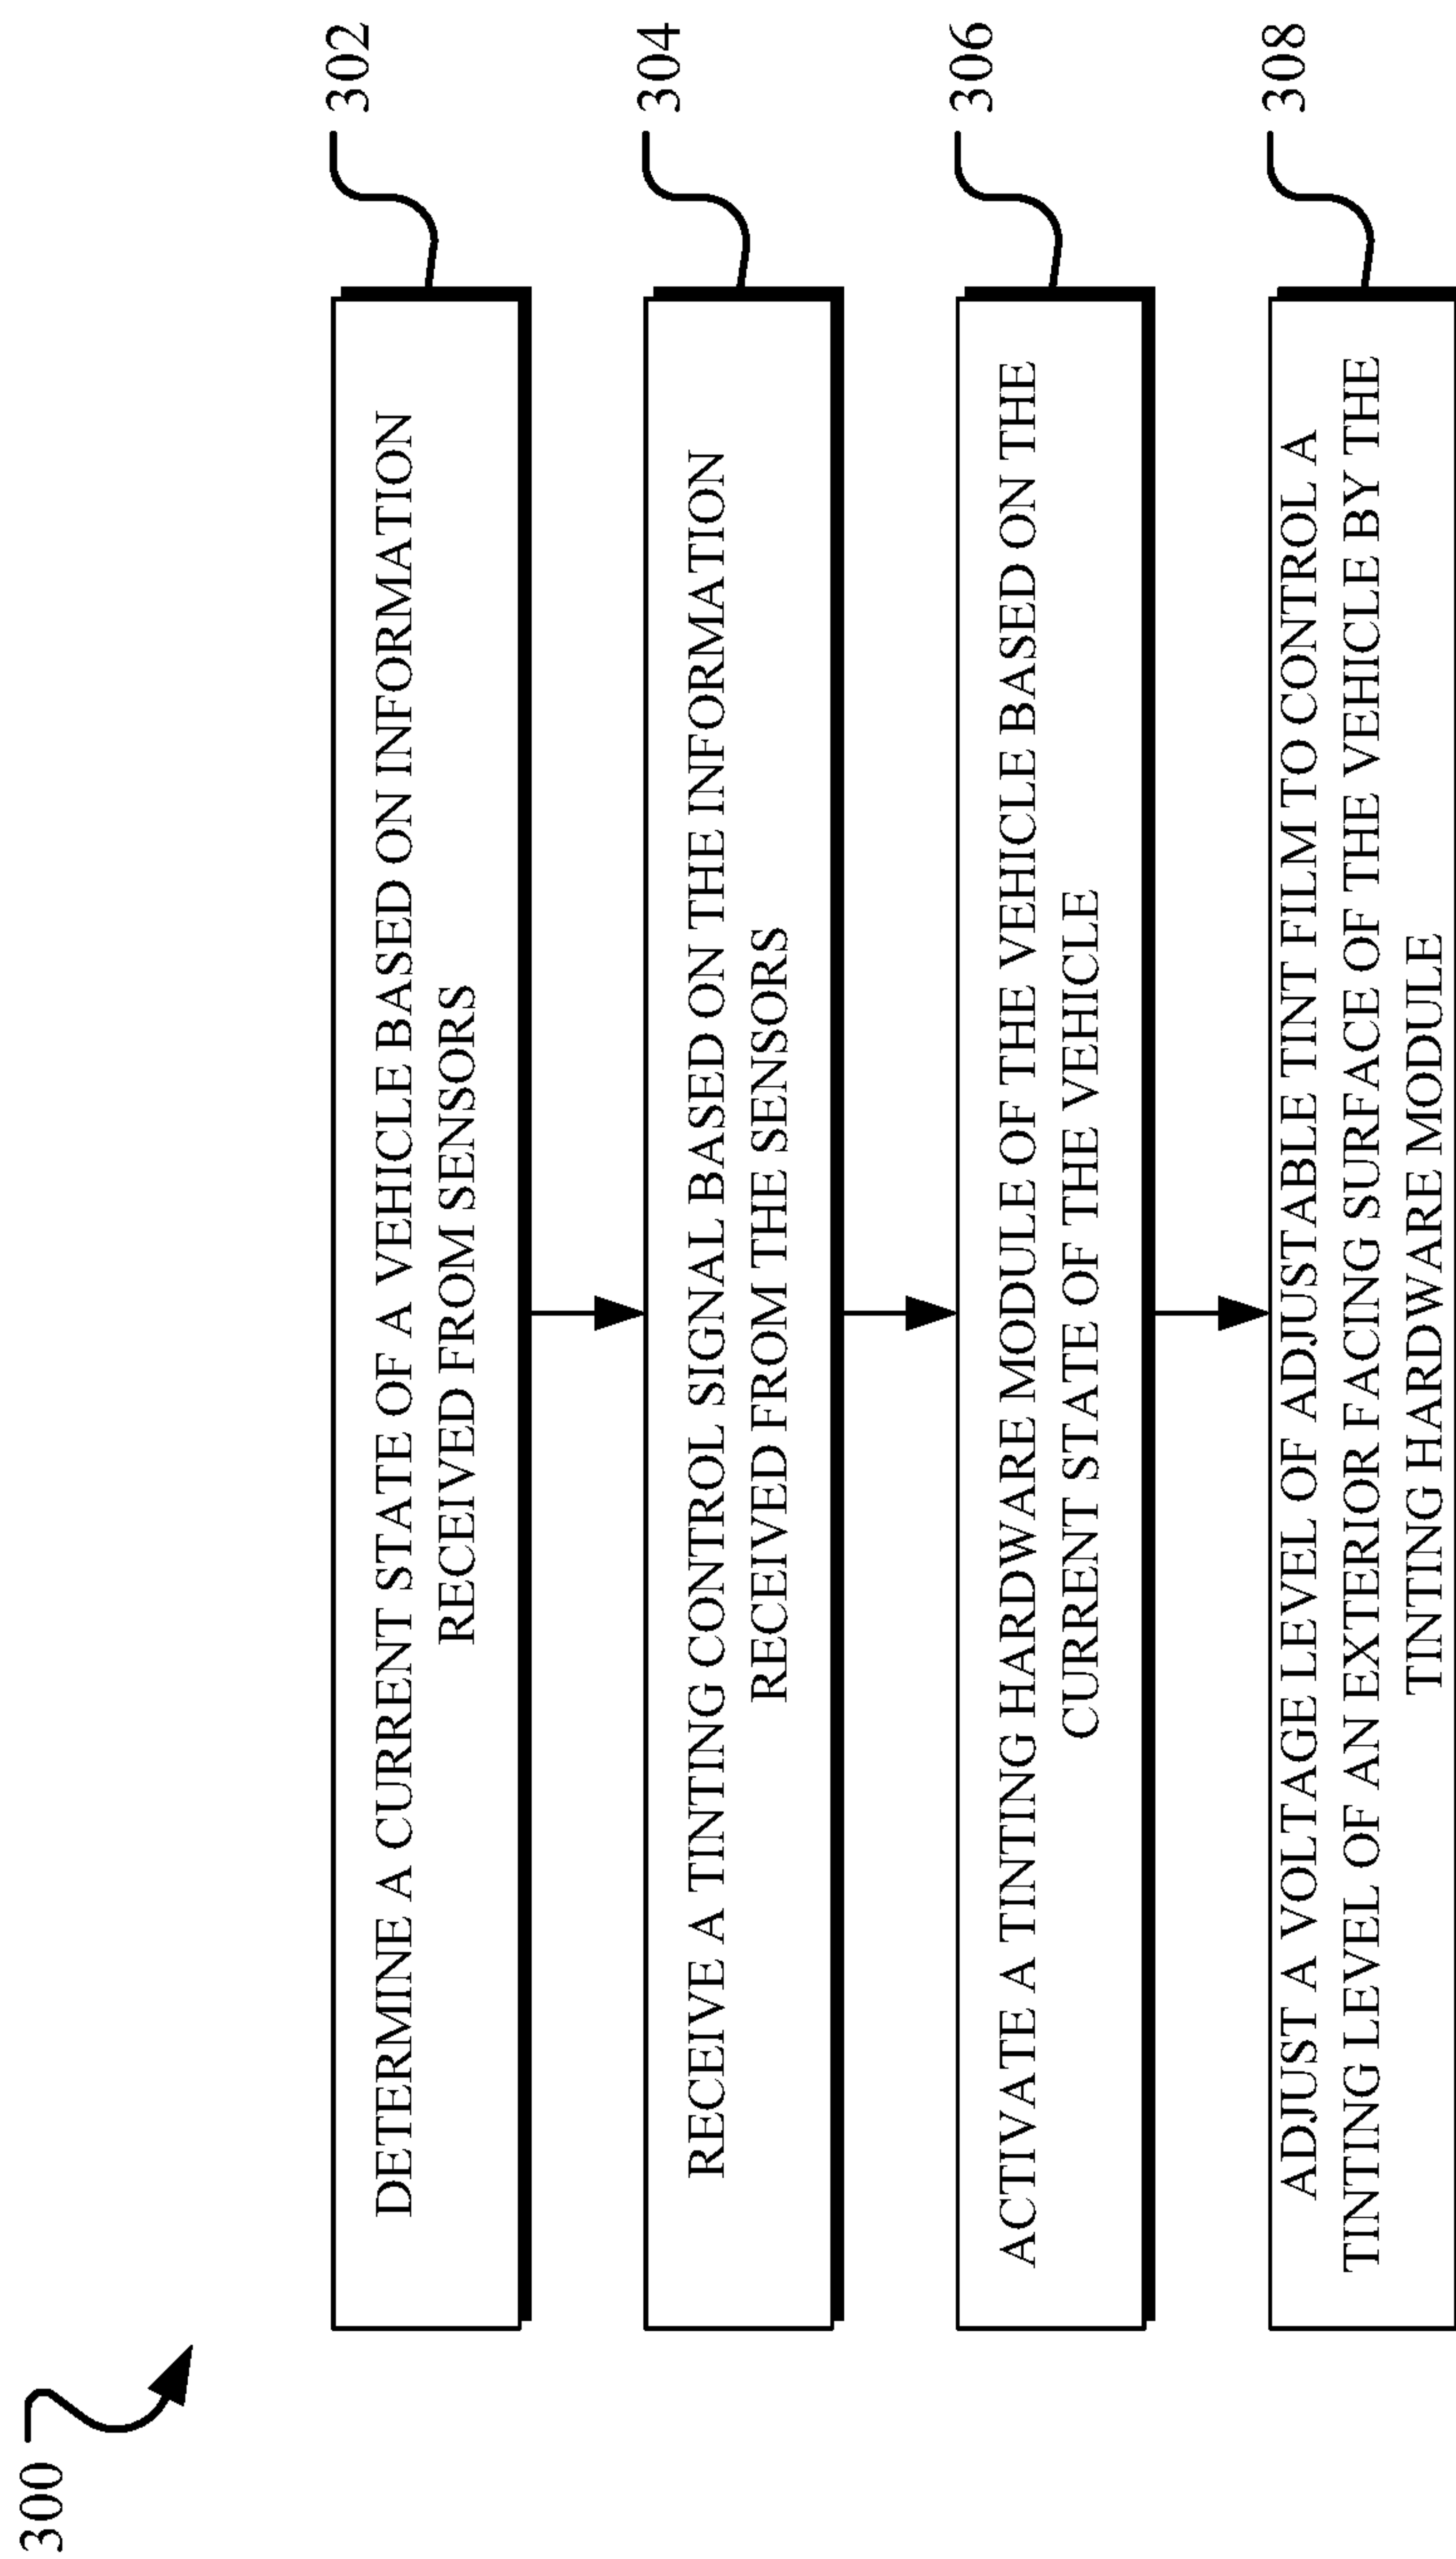 300
DETERMINE A CURRENT STATE OF A VEHICLE BASED ON INFORMATION
RECEIVED FROM SENSORS
302
RECEIVE A TINTING CONTROL SIGNAL BASED ON THE INFORMATION
RECEIVED FROM THE SENSORS
304
ACTIVATE A TINTING HARDWARE MODULE OF THE VEHICLE BASED ON THE
CURRENT STATE OF THE VEHICLE
306
ADJUST A VOLTAGE LEVEL OF ADJUSTABLE TINT FILM TO CONTROL A
TINTING LEVEL OF AN EXTERIOR FACING SURFACE OF THE VEHICLE BY THE
TINTING HARDWARE MODULE
308